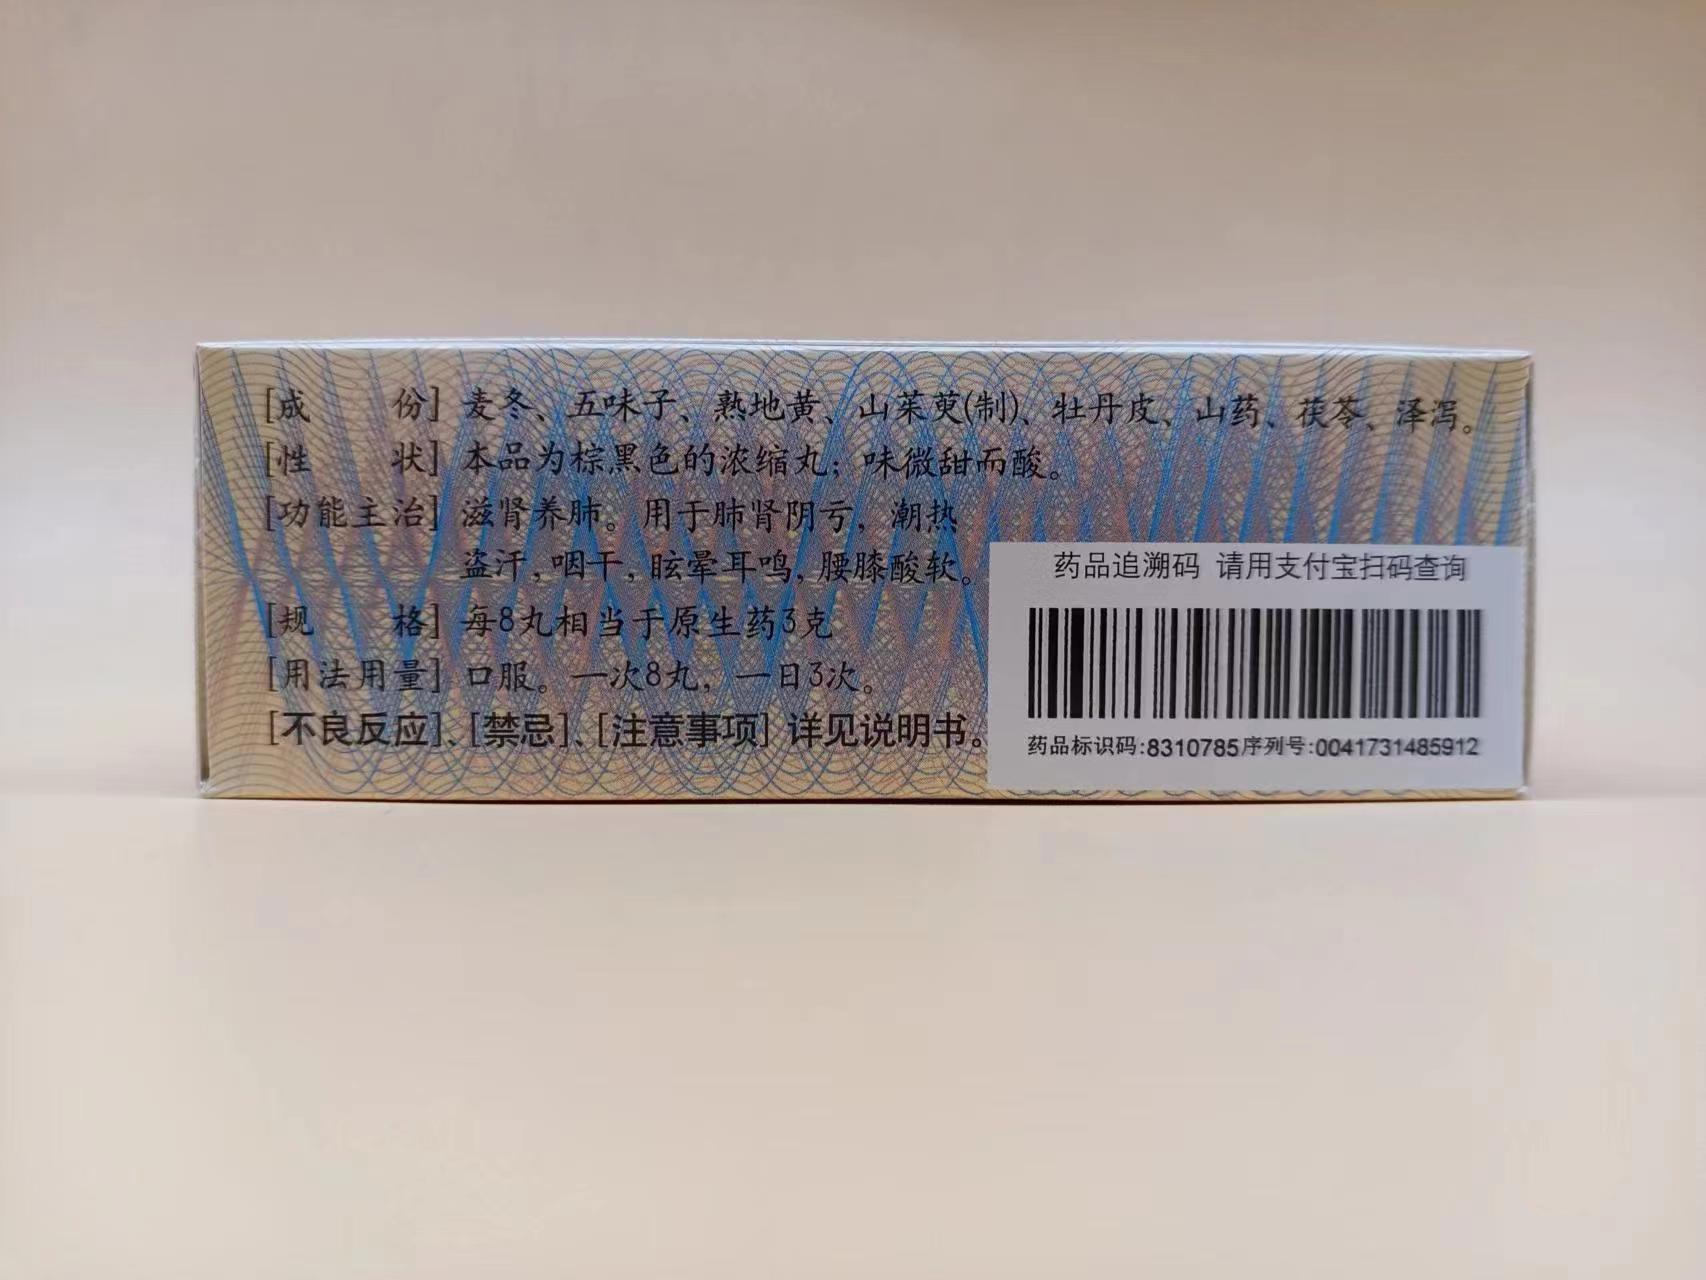 [成份] 麦冬、五味子、熟地黄、山茱萸(制)、牡丹皮、山药、茯苓、泽泻。
[性状] 本品为棕黑色的浓缩丸；味微甜而酸。
[功能主治] 滋肾养肺。用于肺肾阴亏，潮热
盗汗，咽干，眩晕耳鸣，腰膝酸软。
[规格] 每8丸相当于原生药3克
[用法用量] 口服。一次8丸，一日3次。
[不良反应]、[禁忌]、[注意事项] 详见说明书。
药品追溯码 请用支付宝扫码查询
药品标识码:8310785序列号:0041731485912